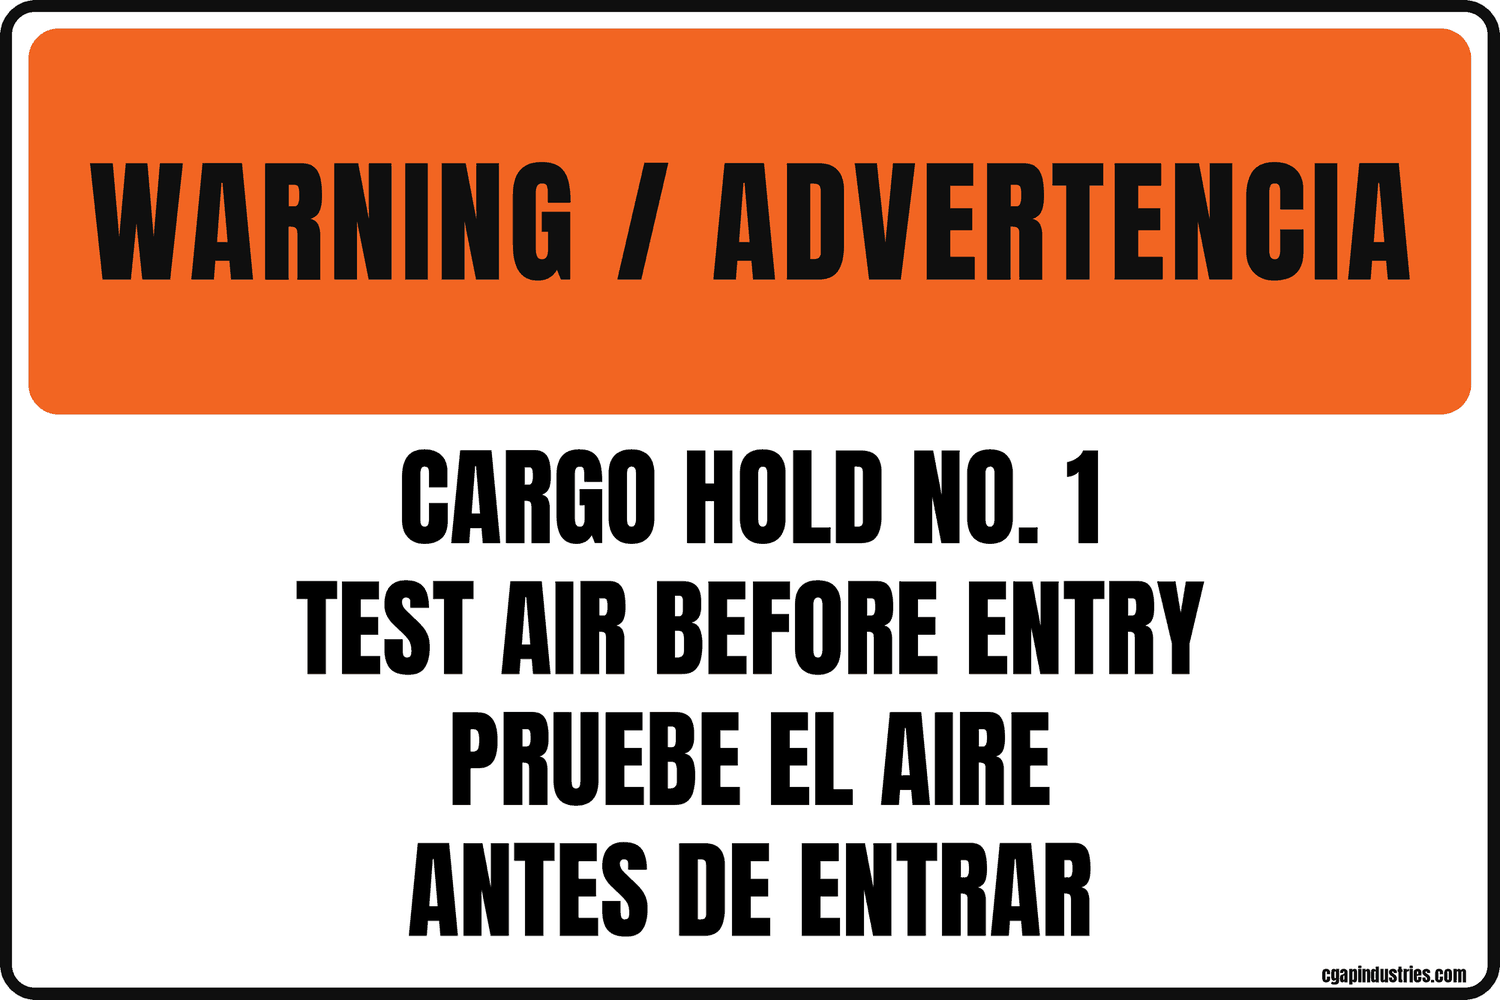 WARNING / ADVERTENCIA
CARGO HOLD NO. 1
TEST AIR BEFORE ENTRY
PRUEBE EL AIRE
ANTES DE ENTRAR
cgapindustries.com